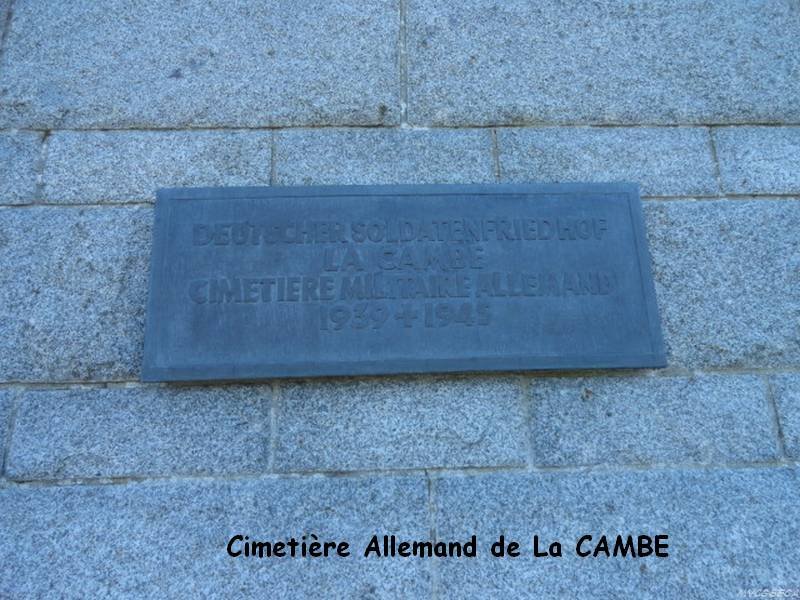 DEUTSCHER SOLDATENFRIEDHOF
LA CAMBE
CIMETIERE MILITAIRE ALLEMAND
1939 + 1945
Cimetière Allemand de La CAMBE